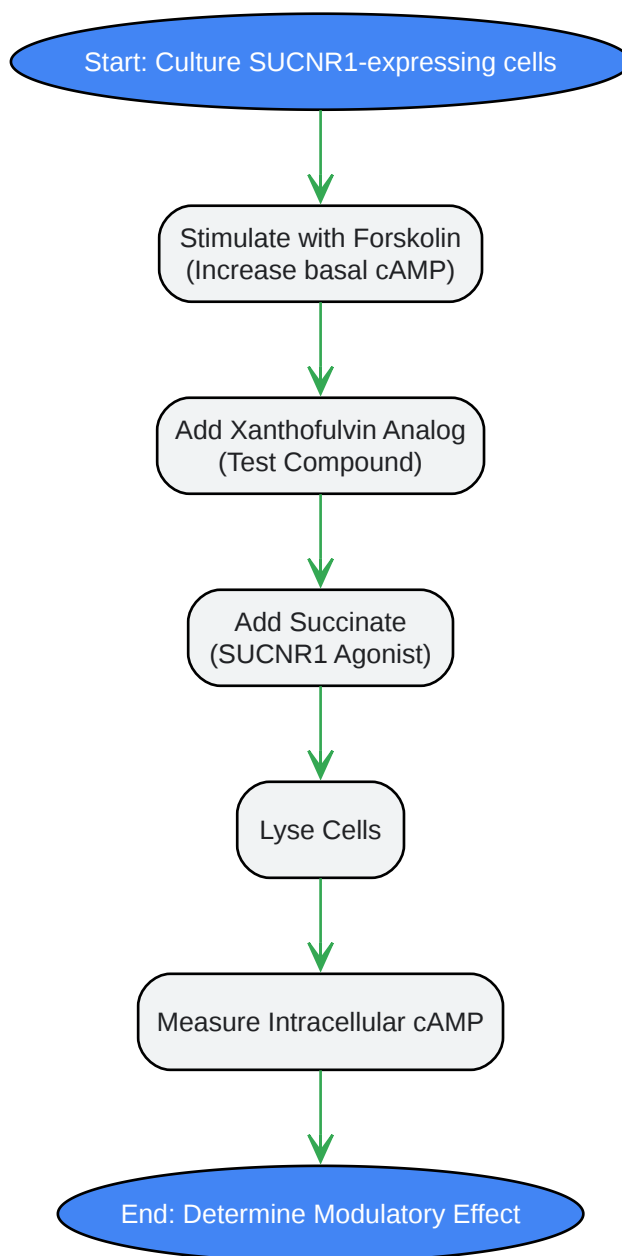 Start: Culture SUCNR1-expressing cells
Stimulate with Forskolin
(Increase basal cAMP)
Add Xanthofulvin Analog
(Test Compound)
Add Succinate
(SUCNR1 Agonist)
Lyse Cells
Measure Intracellular cAMP
End: Determine Modulatory Effect